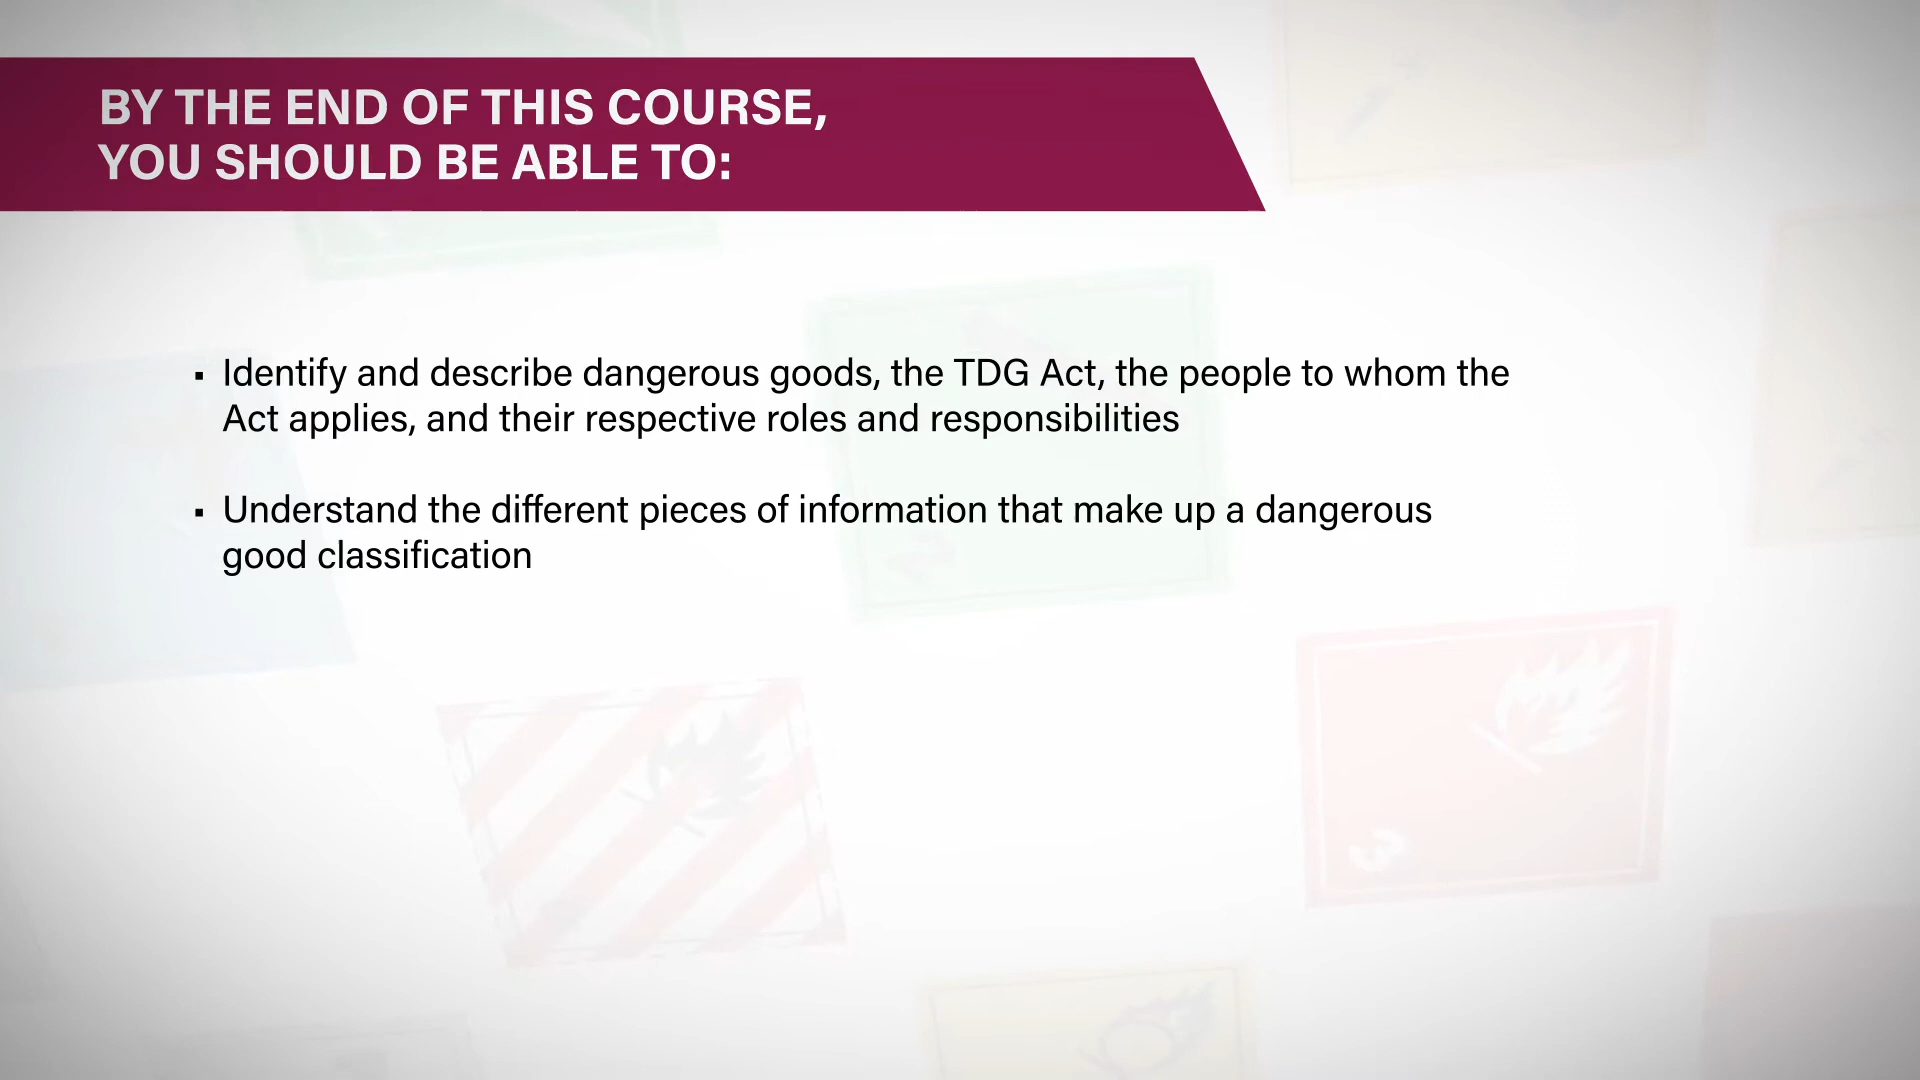 BY THE END OF THIS COURSE,
YOU SHOULD BE ABLE TO:
▪ Identify and describe dangerous goods, the TDG Act, the people to whom the
Act applies, and their respective roles and responsibilities
▪ Understand the different pieces of information that make up a dangerous
good classification
3